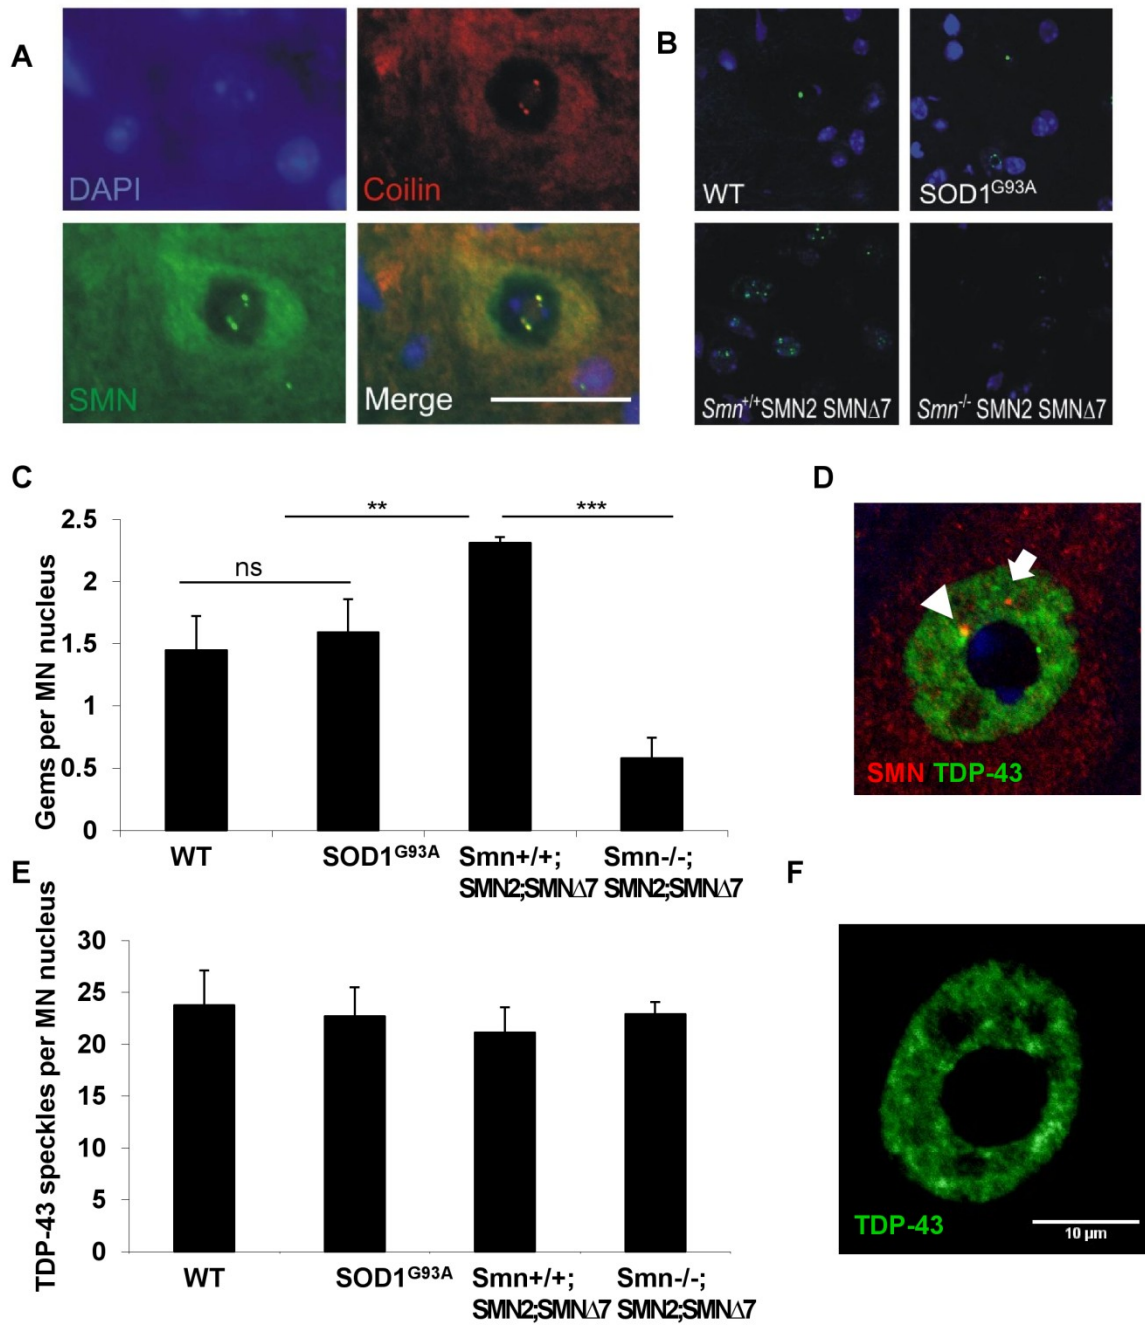 A
DAPI
Coilin
SMN
Merge
B
WT
SOD1G93A
Smn+/+SMN2 SMNΔ7
Smn-/- SMN2 SMNΔ7
C
Gems per MN nucleus
2.5
2
1.5
1
0.5
0
ns
**
***
WT
SOD1G93A
Smn+/+;
SMN2;SMNΔ7
Smn-/-;
SMN2;SMNΔ7
D
SMN TDP-43
E
TDP-43 speckles per MN nucleus
30
25
20
15
10
5
0
WT
SOD1G93A
Smn+/+;
SMN2;SMNΔ7
Smn-/-;
SMN2;SMNΔ7
F
TDP-43
10 µm